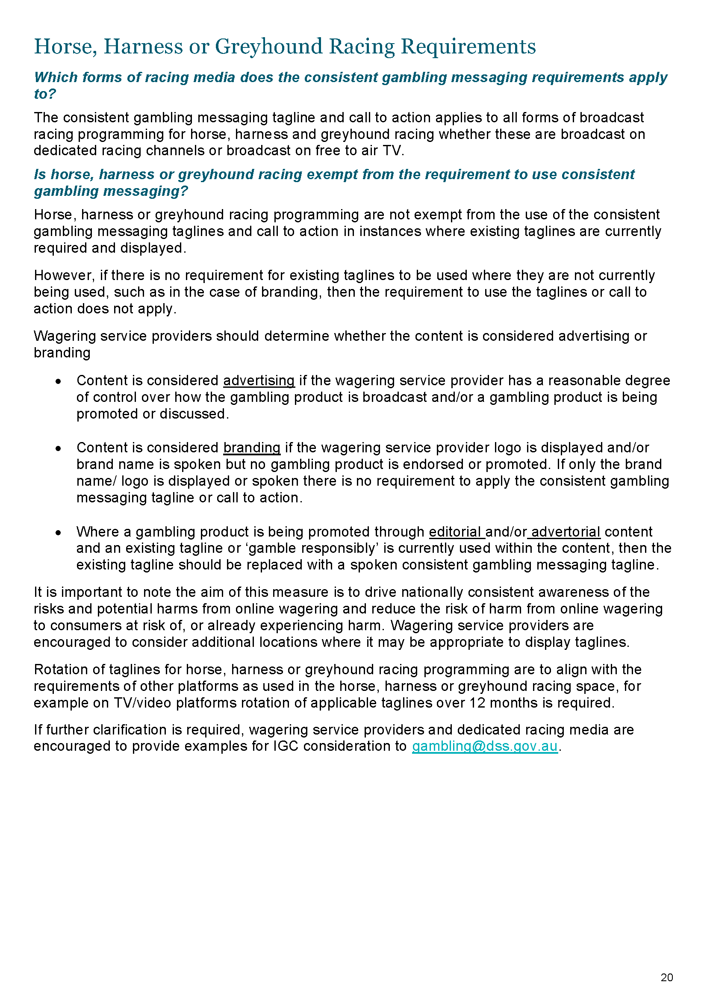 Horse, Harness or Greyhound Racing Requirements
Which forms of racing media does the consistent gambling messaging requirements apply
to?
The consistent gambling messaging tagline and call to action applies to all forms of broadcast
racing programming for horse, harness and greyhound racing whether these are broadcast on
dedicated racing channels or broadcast on free to air TV.
Is horse, harness or greyhound racing exempt from the requirement to use consistent
gambling messaging?
Horse, harness or greyhound racing programming are not exempt from the use of the consistent
gambling messaging taglines and call to action in instances where existing taglines are currently
required and displayed.
However, if there is no requirement for existing taglines to be used where they are not currently
being used, such as in the case of branding, then the requirement to use the taglines or call to
action does not apply.
Wagering service providers should determine whether the content is considered advertising or
branding
• Content is considered advertising if the wagering service provider has a reasonable degree
of control over how the gambling product is broadcast and/or a gambling product is being
promoted or discussed.
• Content is considered branding if the wagering service provider logo is displayed and/or
brand name is spoken but no gambling product is endorsed or promoted. If only the brand
name/ logo is displayed or spoken there is no requirement to apply the consistent gambling
messaging tagline or call to action.
• Where a gambling product is being promoted through editorial and/or advertorial content
and an existing tagline or ‘gamble responsibly’ is currently used within the content, then the
existing tagline should be replaced with a spoken consistent gambling messaging tagline.
It is important to note the aim of this measure is to drive nationally consistent awareness of the
risks and potential harms from online wagering and reduce the risk of harm from online wagering
to consumers at risk of, or already experiencing harm. Wagering service providers are
encouraged to consider additional locations where it may be appropriate to display taglines.
Rotation of taglines for horse, harness or greyhound racing programming are to align with the
requirements of other platforms as used in the horse, harness or greyhound racing space, for
example on TV/video platforms rotation of applicable taglines over 12 months is required.
If further clarification is required, wagering service providers and dedicated racing media are
encouraged to provide examples for IGC consideration to gambling@dss.gov.au.
20